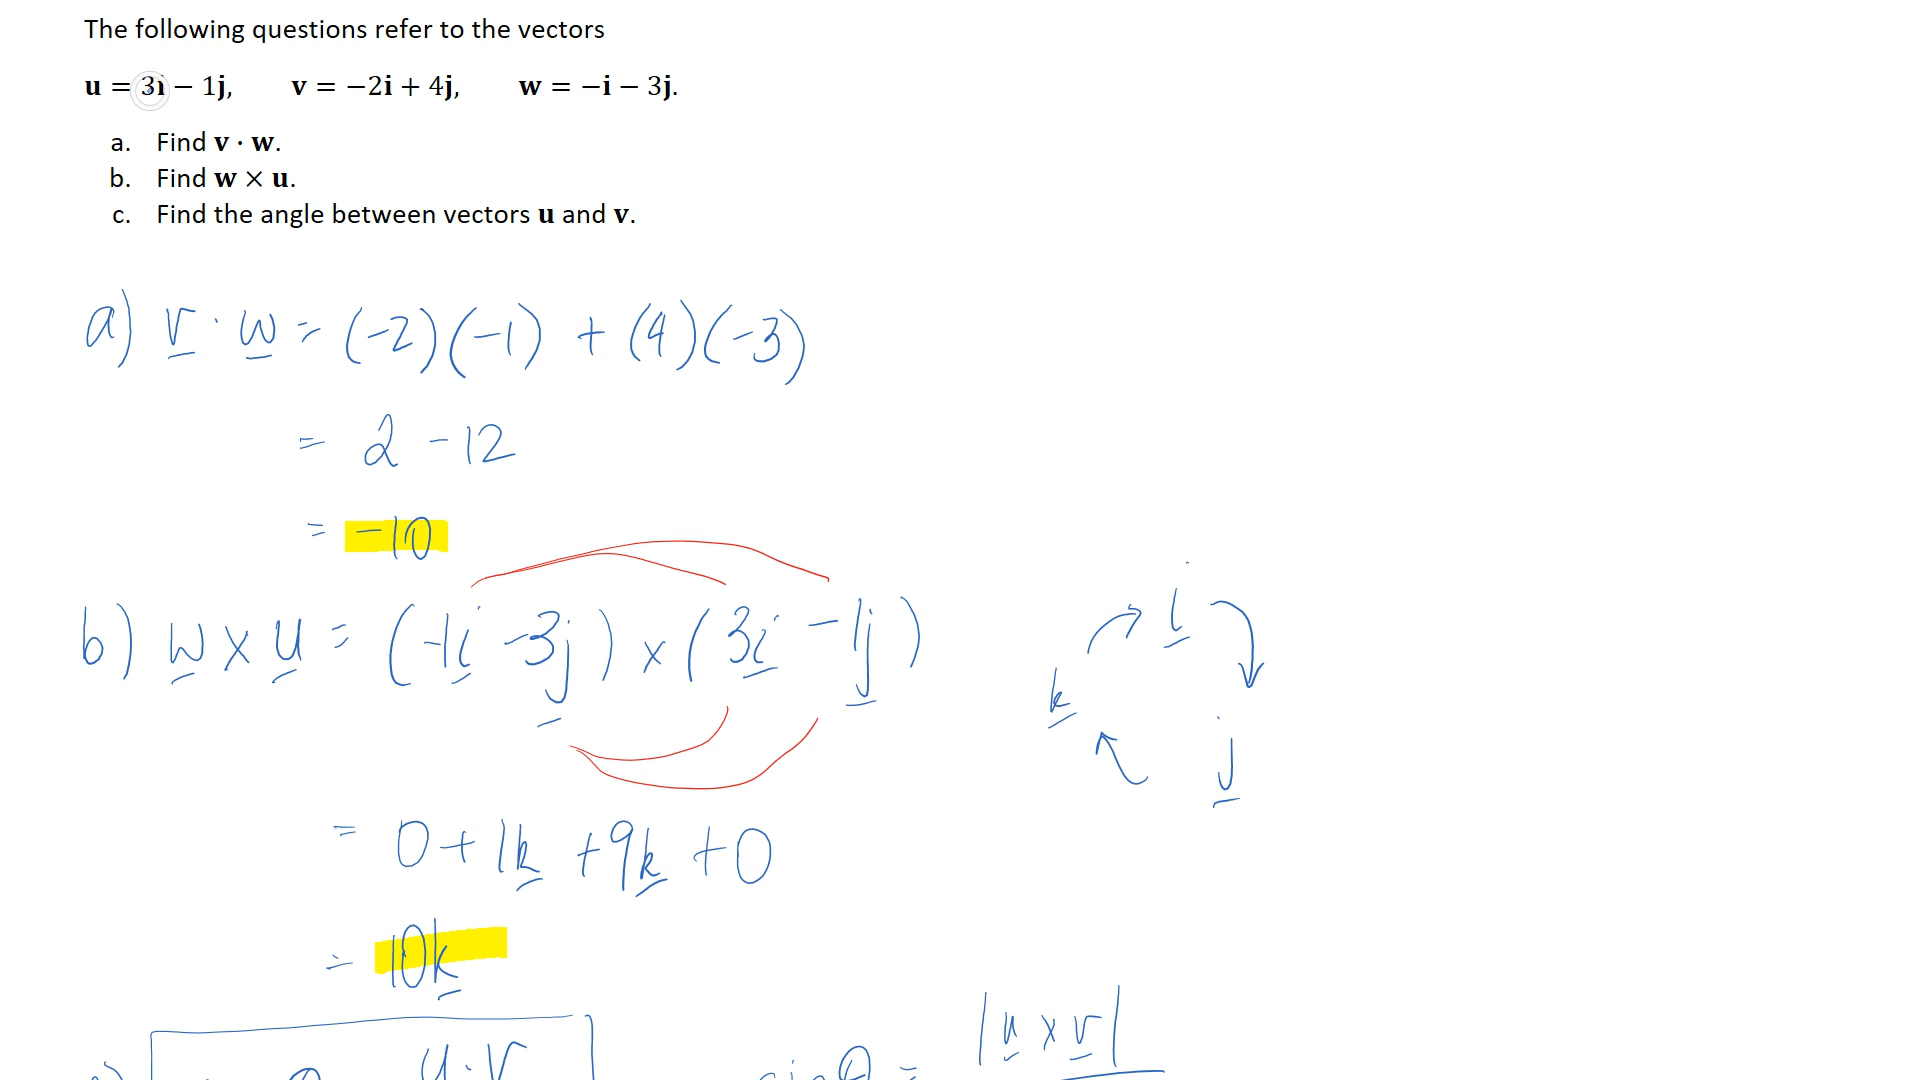 The following questions refer to the vectors
u = 3i − 1j, v = −2i + 4j, w = −i − 3j.
a. Find v · w.
b. Find w × u.
c. Find the angle between vectors u and v.
a) v · w = (-2)(-1) + (4)(-3)
= 2 - 12
= -10
b) w × u = (-1i -3j) × (3i - 1j)
i
k
j
= 0 + 1k + 9k + 0
= 10k
|u × v|
u · v
sin θ =